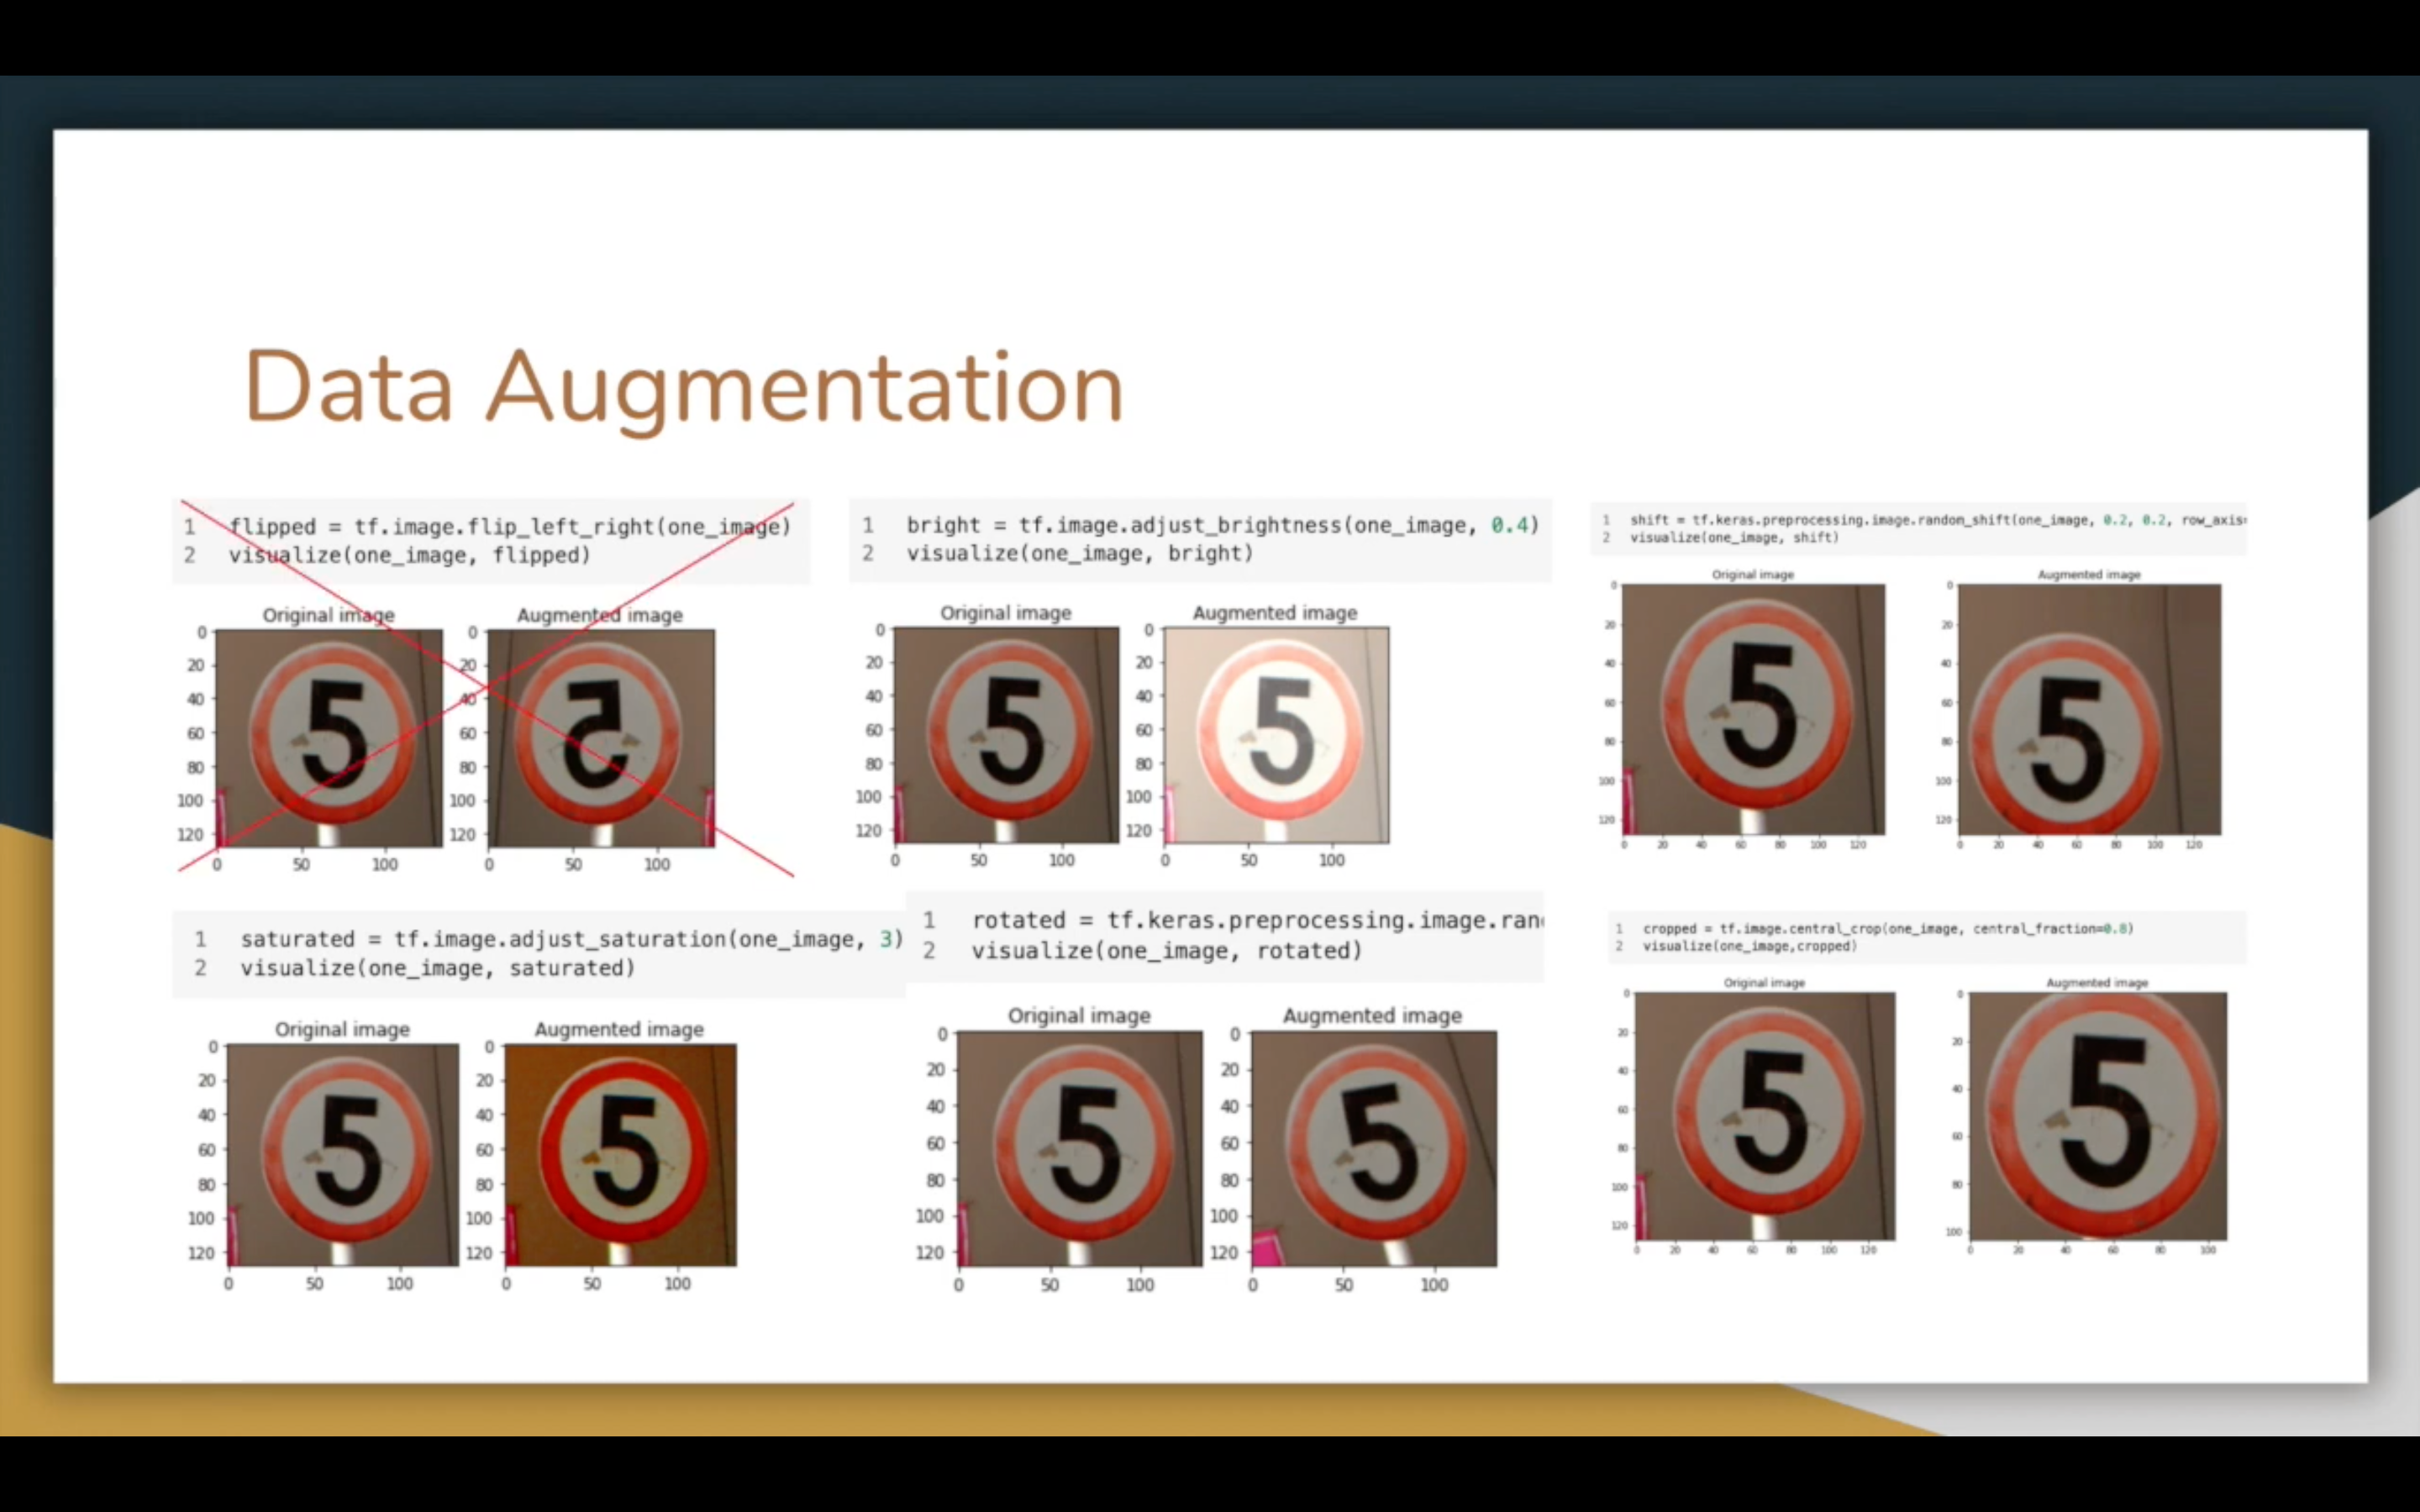 Data Augmentation
1 flipped = tf.image.flip_left_right(one_image)
2 visualize(one_image, flipped)
Original image Augmented image
0 0
20 20
40 40
60 60
80 80
100 100
120 120
0 50 100 0 50 100
5 5
1 bright = tf.image.adjust_brightness(one_image, 0.4)
2 visualize(one_image, bright)
Original image Augmented image
0 0
20 20
40 40
60 60
80 80
100 100
120 120
0 50 100 0 50 100
5 5
1 shift = tf.keras.preprocessing.image.random_shift(one_image, 0.2, 0.2, row_axis=
2 visualize(one_image, shift)
Original image Augmented image
0 0
20 20
40 40
60 60
80 80
100 100
120 120
0 20 40 60 80 100 120 0 20 40 60 80 100 120
5 5
1 saturated = tf.image.adjust_saturation(one_image, 3)
2 visualize(one_image, saturated)
Original image Augmented image
0 0
20 20
40 40
60 60
80 80
100 100
120 120
0 50 100 0 50 100
5 5
1 rotated = tf.keras.preprocessing.image.ran
2 visualize(one_image, rotated)
Original image Augmented image
0 0
20 20
40 40
60 60
80 80
100 100
120 120
0 50 100 0 50 100
5 5
1 cropped = tf.image.central_crop(one_image, central_fraction=0.8)
2 visualize(one_image,cropped)
Original image Augmented image
0 0
20 20
40 40
60 60
80 80
100 100
120
0 20 40 60 80 100 120 0 20 40 60 80 100
5 5